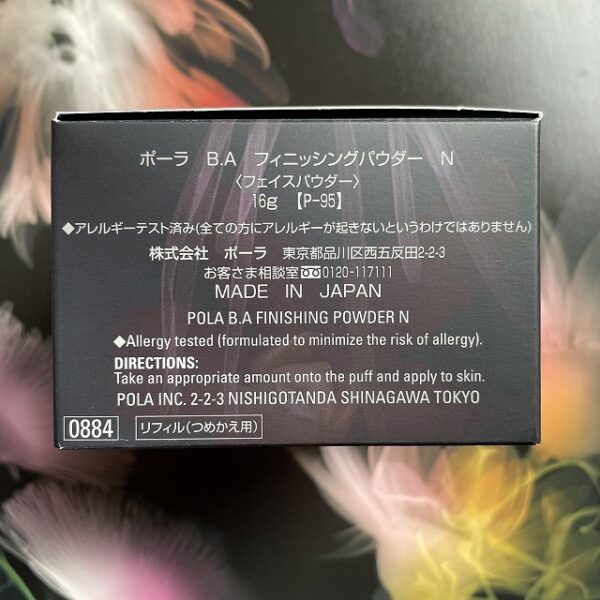 ポーラ B.A フィニッシングパウダー N
〈フェイスパウダー〉
16g 【P-95】
◆アレルギーテスト済み(全ての方にアレルギーが起きないというわけではありません)
株式会社 ポーラ 東京都品川区西五反田2-2-3
お客さま相談室 0120-117111
MADE IN JAPAN
POLA B.A FINISHING POWDER N
◆Allergy tested (formulated to minimize the risk of allergy).
DIRECTIONS:
Take an appropriate amount onto the puff and apply to skin.
POLA INC. 2-2-3 NISHIGOTANDA SHINAGAWA TOKYO
0884 リフィル(つめかえ用)